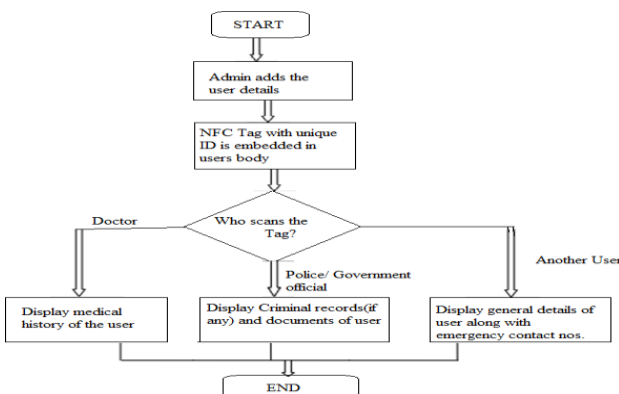 START
Admin adds the
user details
NFC Tag with unique
ID is embedded in
users body
Who scans the
Tag?
Doctor
Police/ Government
official
Another User
Display medical
history of the user
Display Criminal records(if
any) and documents of user
Display general details of
user along with
emergency contact nos.
END